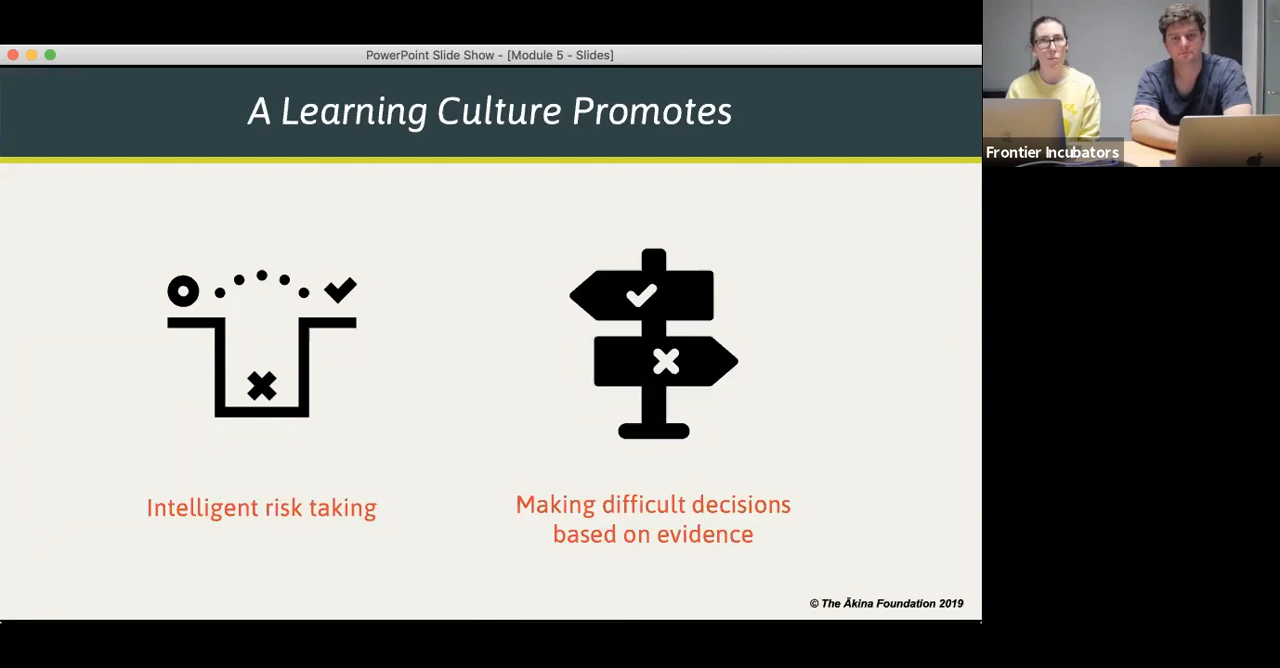 PowerPoint Slide Show - [Module 5 - Slides]
A Learning Culture Promotes
Frontier Incubators
Intelligent risk taking
Making difficult decisions
based on evidence
© The Ākina Foundation 2019